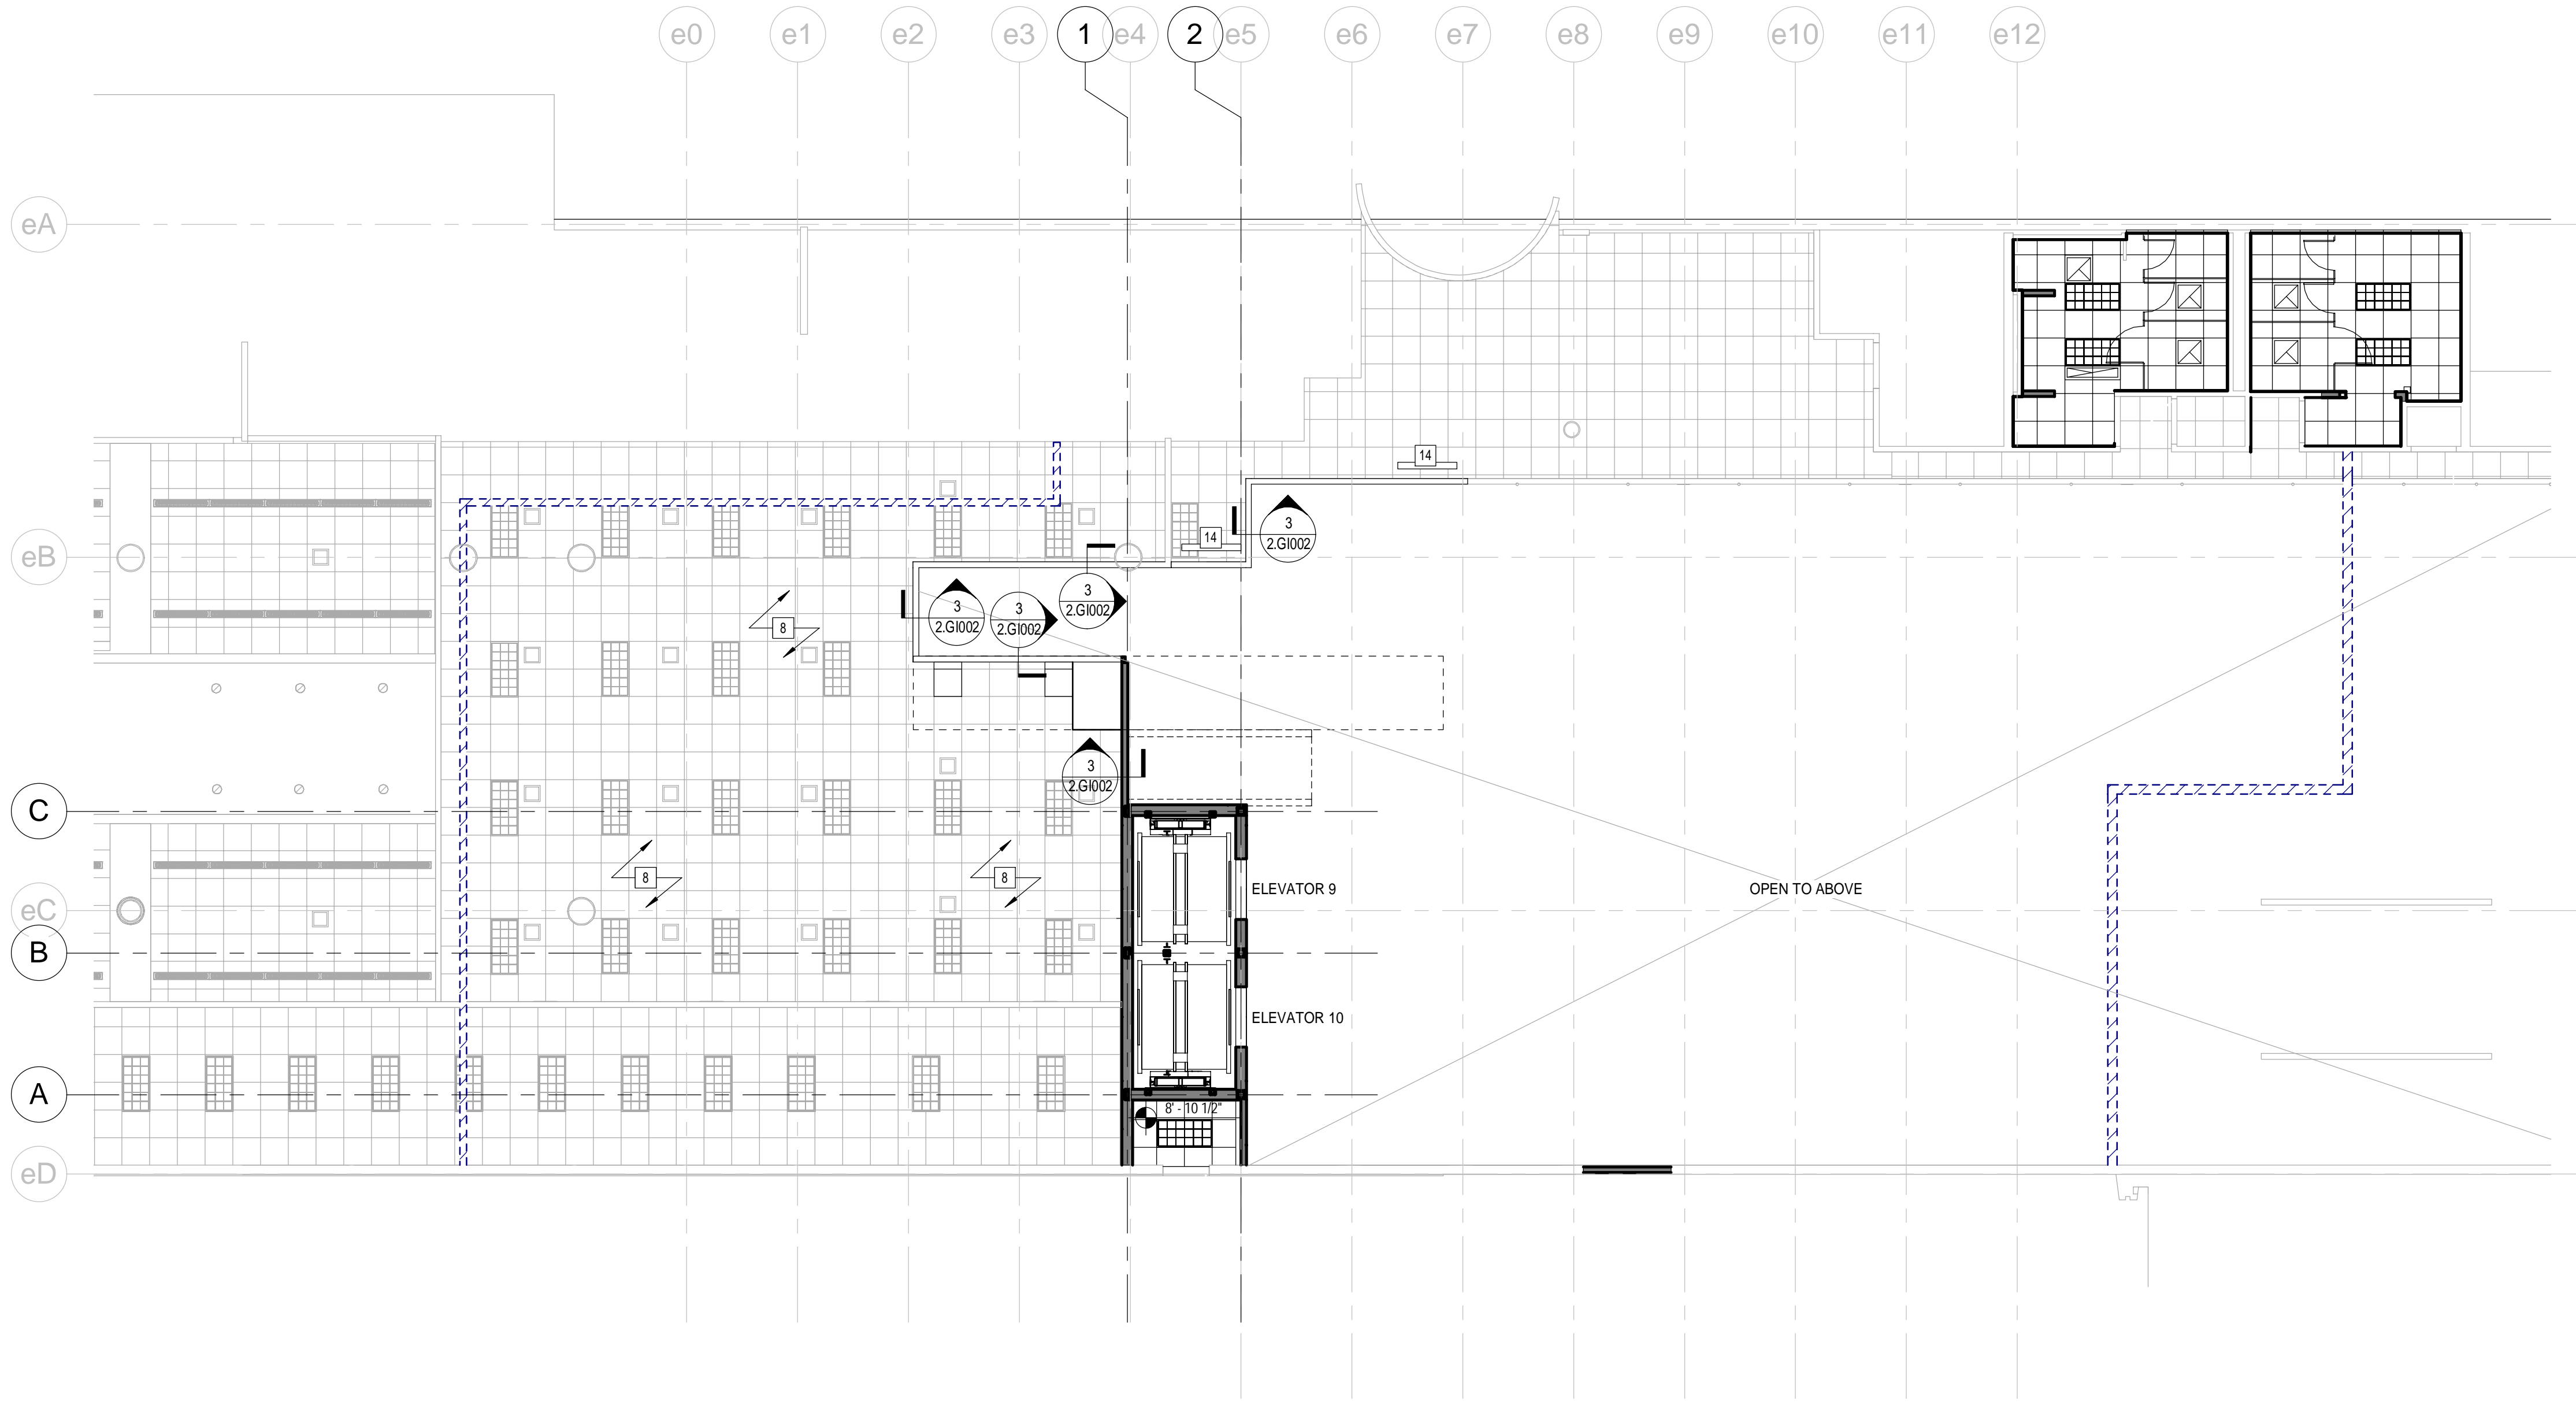 e0 e1 e2 e3 1 e4 2 e5 e6 e7 e8 e9 e10 e11 e12
eA
14
3
2.GI002
14
eB
3
2.GI002
3
2.GI002
3
2.GI002
8
3
2.GI002
C
8
8
ELEVATOR 9
OPEN TO ABOVE
eC
B
ELEVATOR 10
A
8' - 10 1/2"
eD